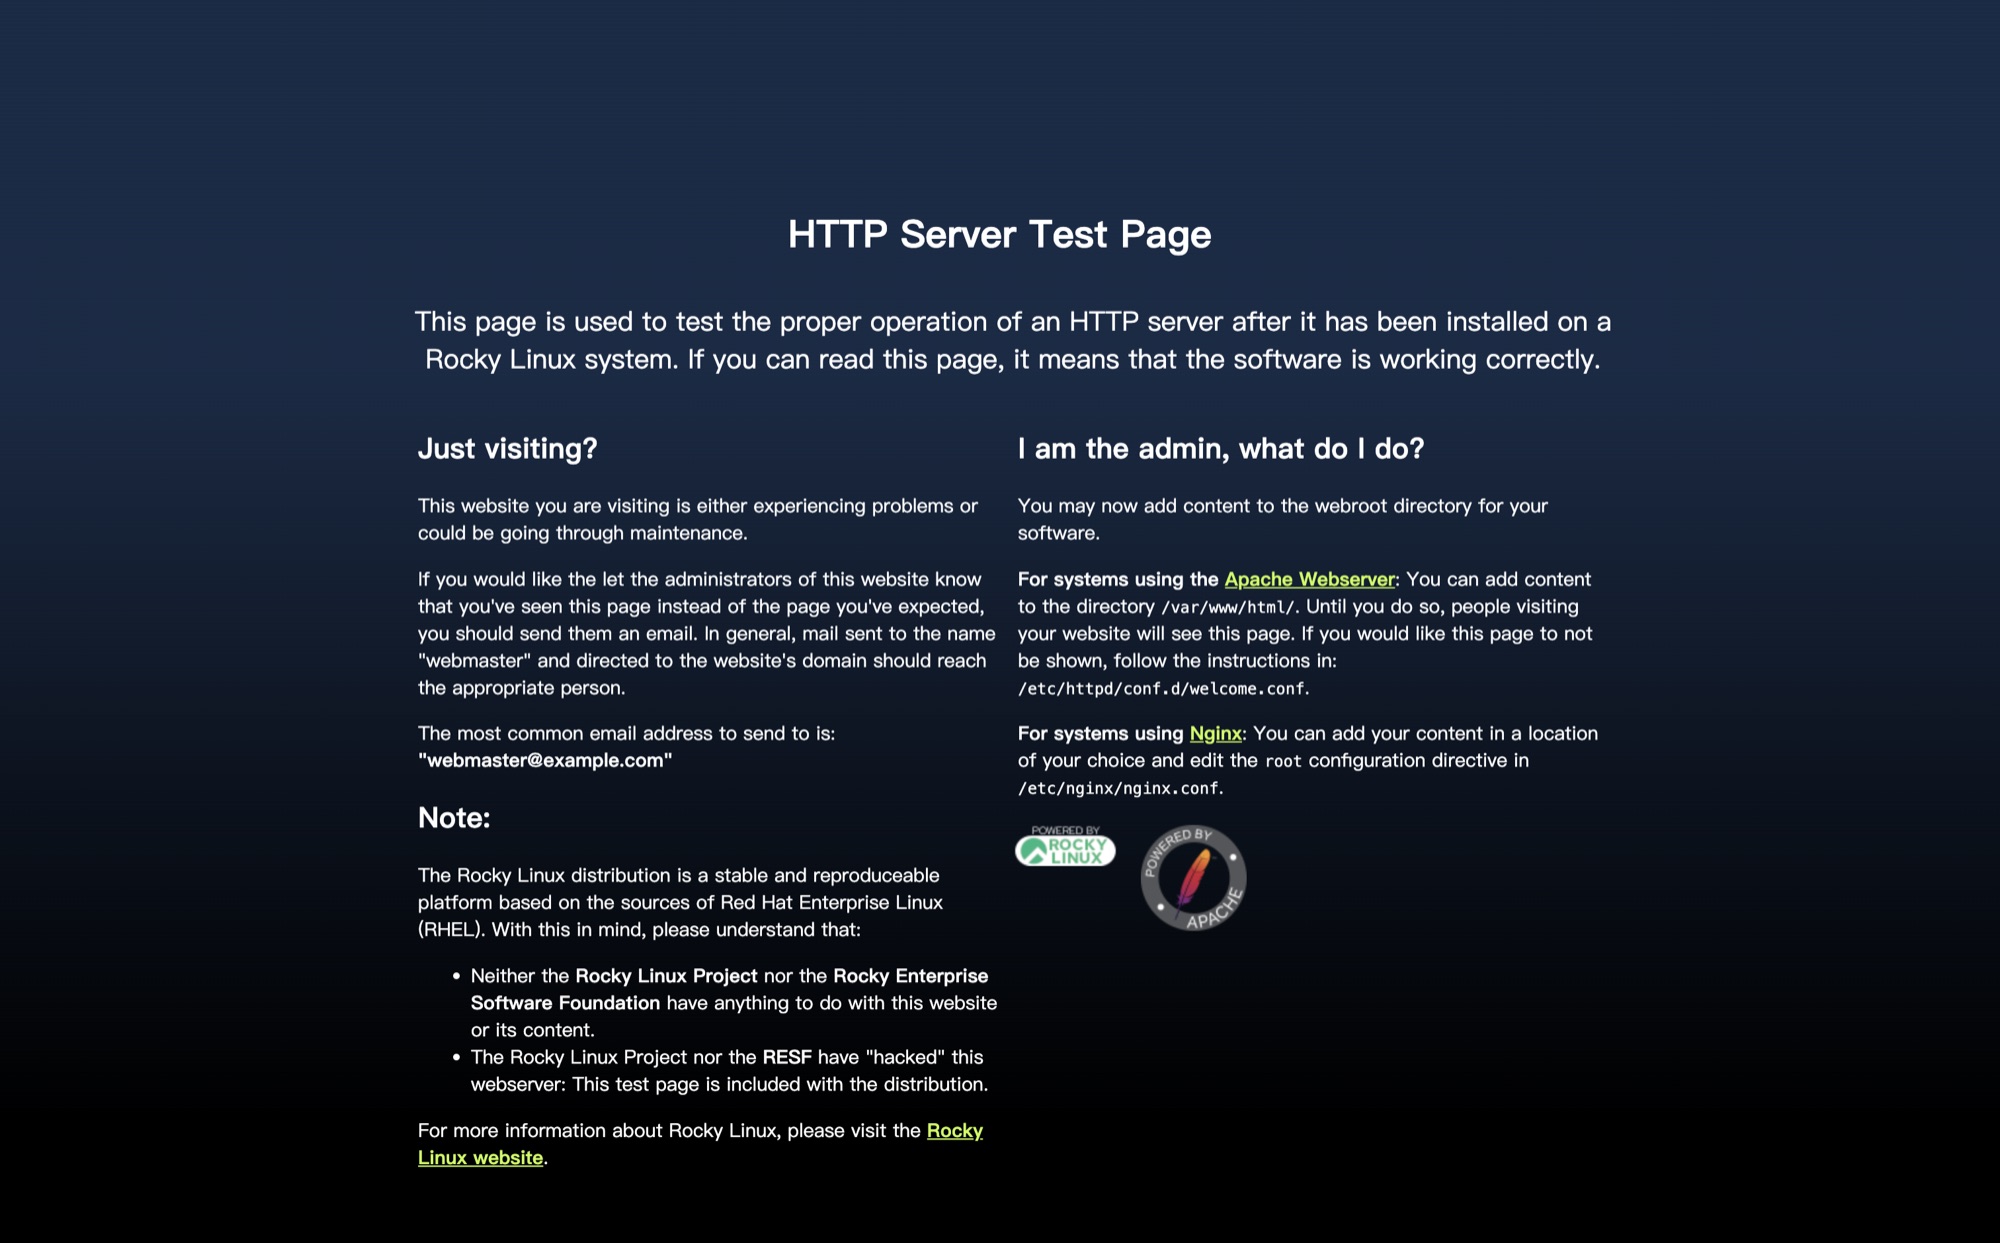 HTTP Server Test Page
This page is used to test the proper operation of an HTTP server after it has been installed on a
Rocky Linux system. If you can read this page, it means that the software is working correctly.
Just visiting?
This website you are visiting is either experiencing problems or
could be going through maintenance.
If you would like the let the administrators of this website know
that you've seen this page instead of the page you've expected,
you should send them an email. In general, mail sent to the name
"webmaster" and directed to the website's domain should reach
the appropriate person.
The most common email address to send to is:
"webmaster@example.com"
Note:
The Rocky Linux distribution is a stable and reproduceable
platform based on the sources of Red Hat Enterprise Linux
(RHEL). With this in mind, please understand that:
• Neither the Rocky Linux Project nor the Rocky Enterprise
Software Foundation have anything to do with this website
or its content.
• The Rocky Linux Project nor the RESF have "hacked" this
webserver: This test page is included with the distribution.
For more information about Rocky Linux, please visit the Rocky
Linux website.
I am the admin, what do I do?
You may now add content to the webroot directory for your
software.
For systems using the Apache Webserver: You can add content
to the directory /var/www/html/. Until you do so, people visiting
your website will see this page. If you would like this page to not
be shown, follow the instructions in:
/etc/httpd/conf.d/welcome.conf.
For systems using Nginx: You can add your content in a location
of your choice and edit the root configuration directive in
/etc/nginx/nginx.conf.
POWERED BY
ROCKY
LINUX
POWERED BY
APACHE